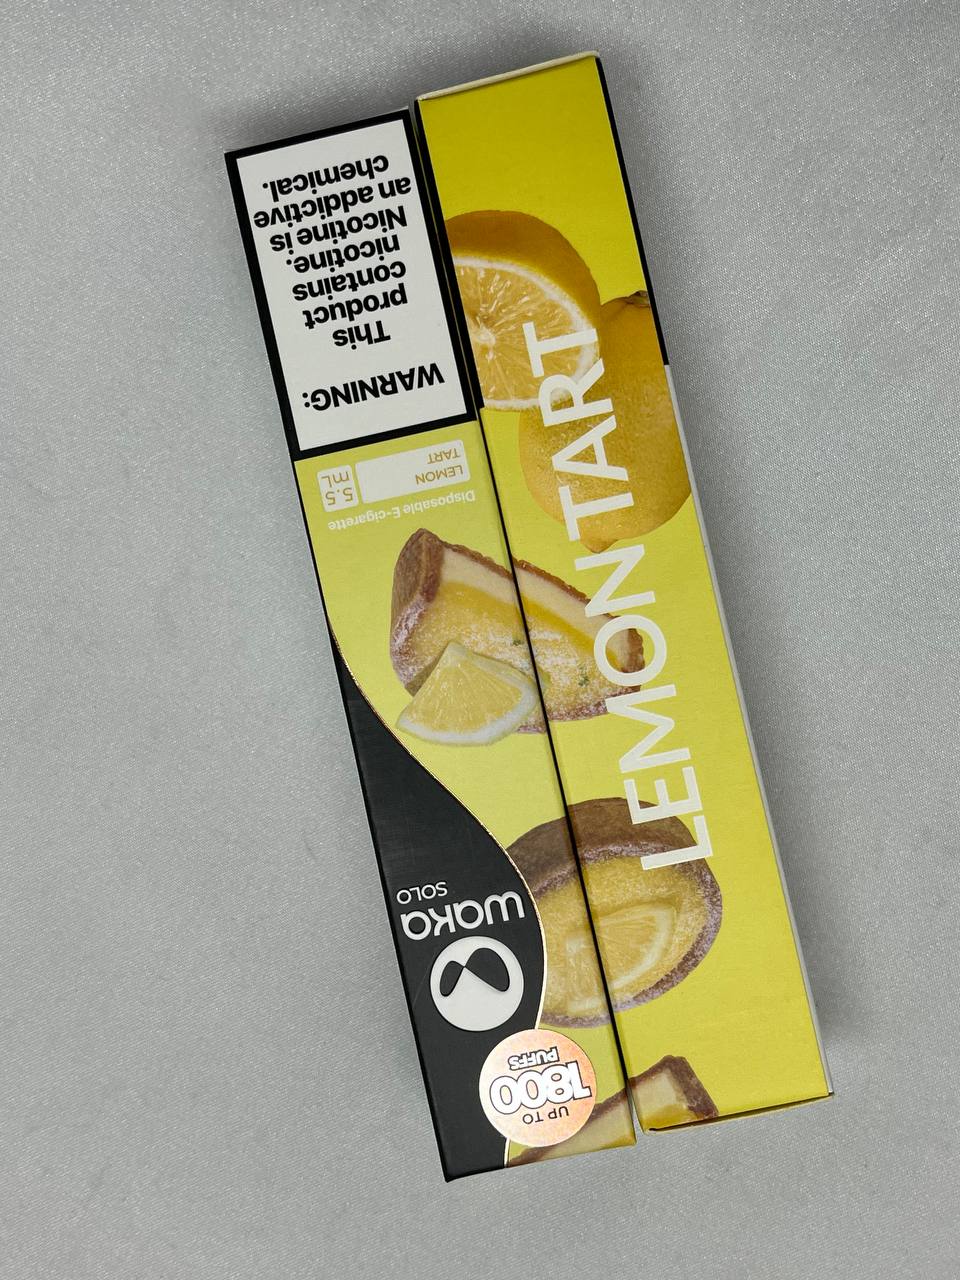 WARNING:
This
product
contains
nicotine.
Nicotine is
an addictive
chemical.
LEMON
TART
5.5
mL
Disposable E-cigarette
waka
SOLO
UP TO
1800
PUFFS
LEMON TART